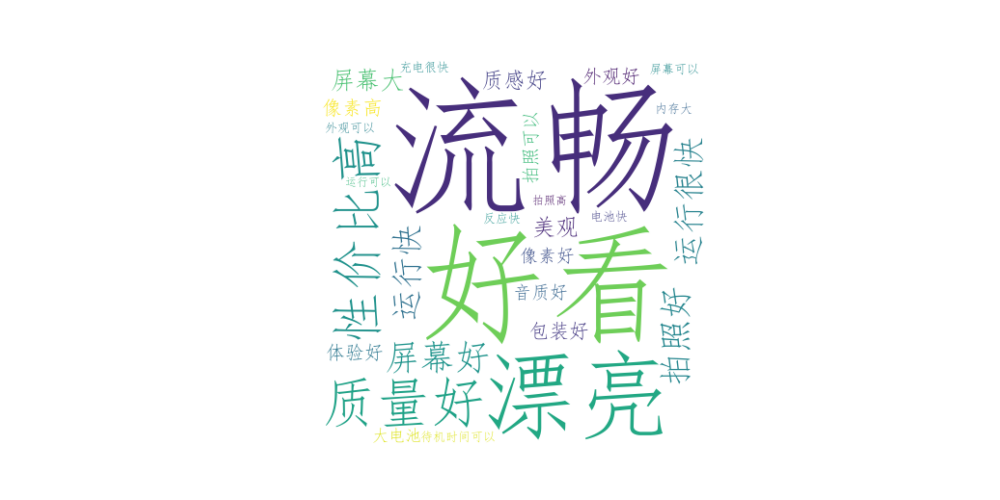 充电很快
屏幕大
质感好
外观好
屏幕可以
像素高
流畅
内存大
外观可以
拍照可以
性价比高
运行可以
运行很快
拍照高
反应快
电池快
美观
运行快
好看
像素好
音质好
拍照好
包装好
体验好
屏幕好
漂亮
质量好
大电池
待机时间可以